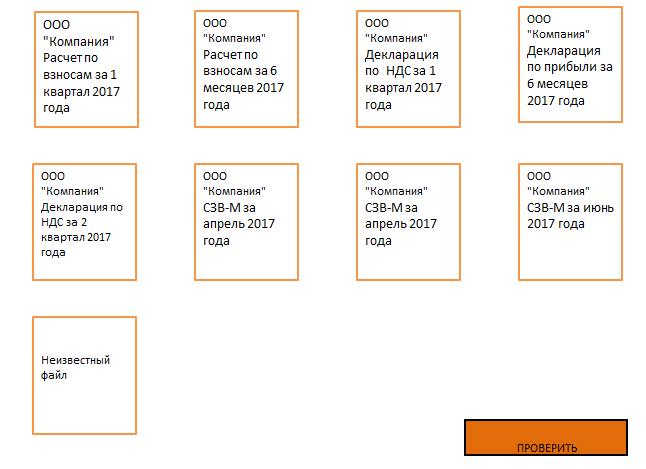 ООО
"Компания"
Расчет по
взносам за 1
квартал 2017
года
ООО
"Компания"
Расчет по
взносам за 6
месяцев 2017
года
ООО
"Компания"
Декларация
по НДС за 1
квартал 2017
года
ООО
"Компания"
Декларация
по прибыли за
6 месяцев
2017 года
ООО
"Компания"
Декларация по
НДС за 2
квартал 2017
года
ООО
"Компания"
СЗВ-М за
апрель 2017
года
ООО
"Компания"
СЗВ-М за
апрель 2017
года
ООО
"Компания"
СЗВ-М за июнь
2017 года
Неизвестный
файл
ПРОВЕРИТЬ